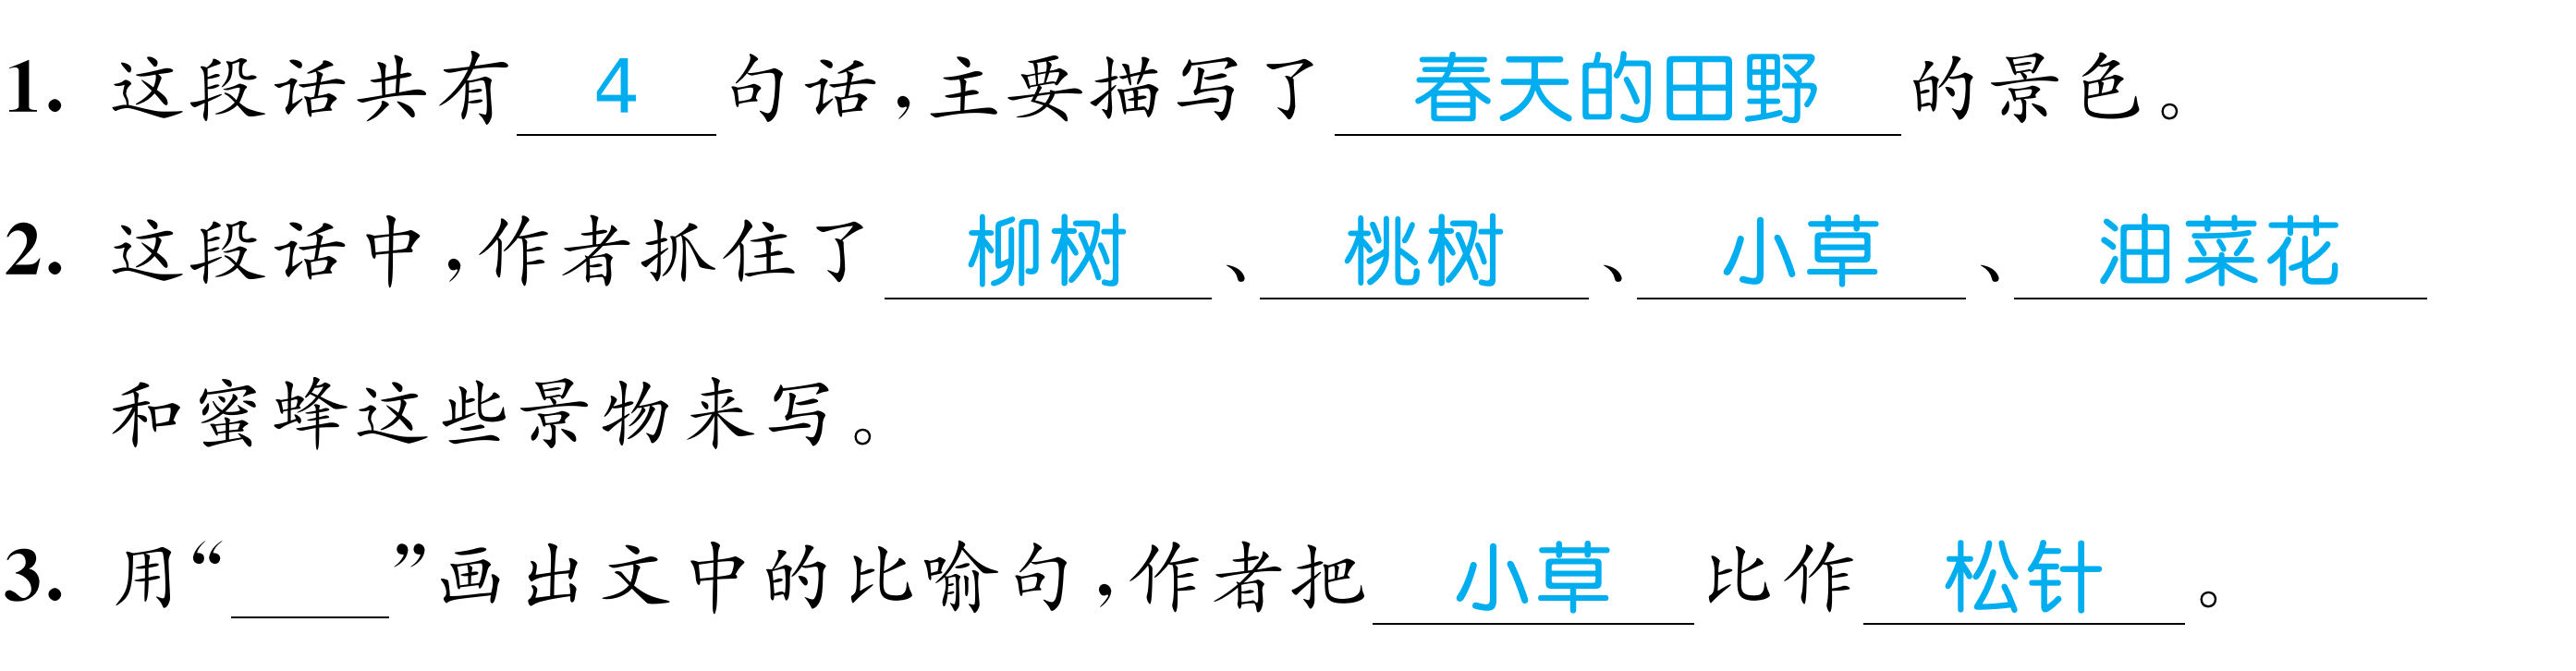 1. 这段话共有 4 句话,主要描写了 春天的田野 的景色。
2. 这段话中,作者抓住了 柳树 、 桃树 、 小草 、 油菜花
和蜜蜂这些景物来写。
3. 用“____”画出文中的比喻句,作者把 小草 比作 松针 。